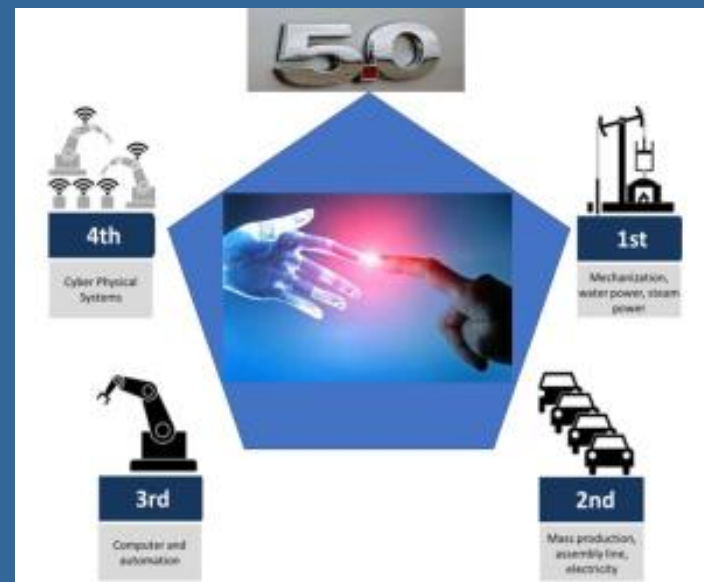 5.0
1st
Mechanization,
water power, steam
power
2nd
Mass production,
assembly line,
electricity
3rd
Computer and
automation
4th
Cyber Physical
Systems